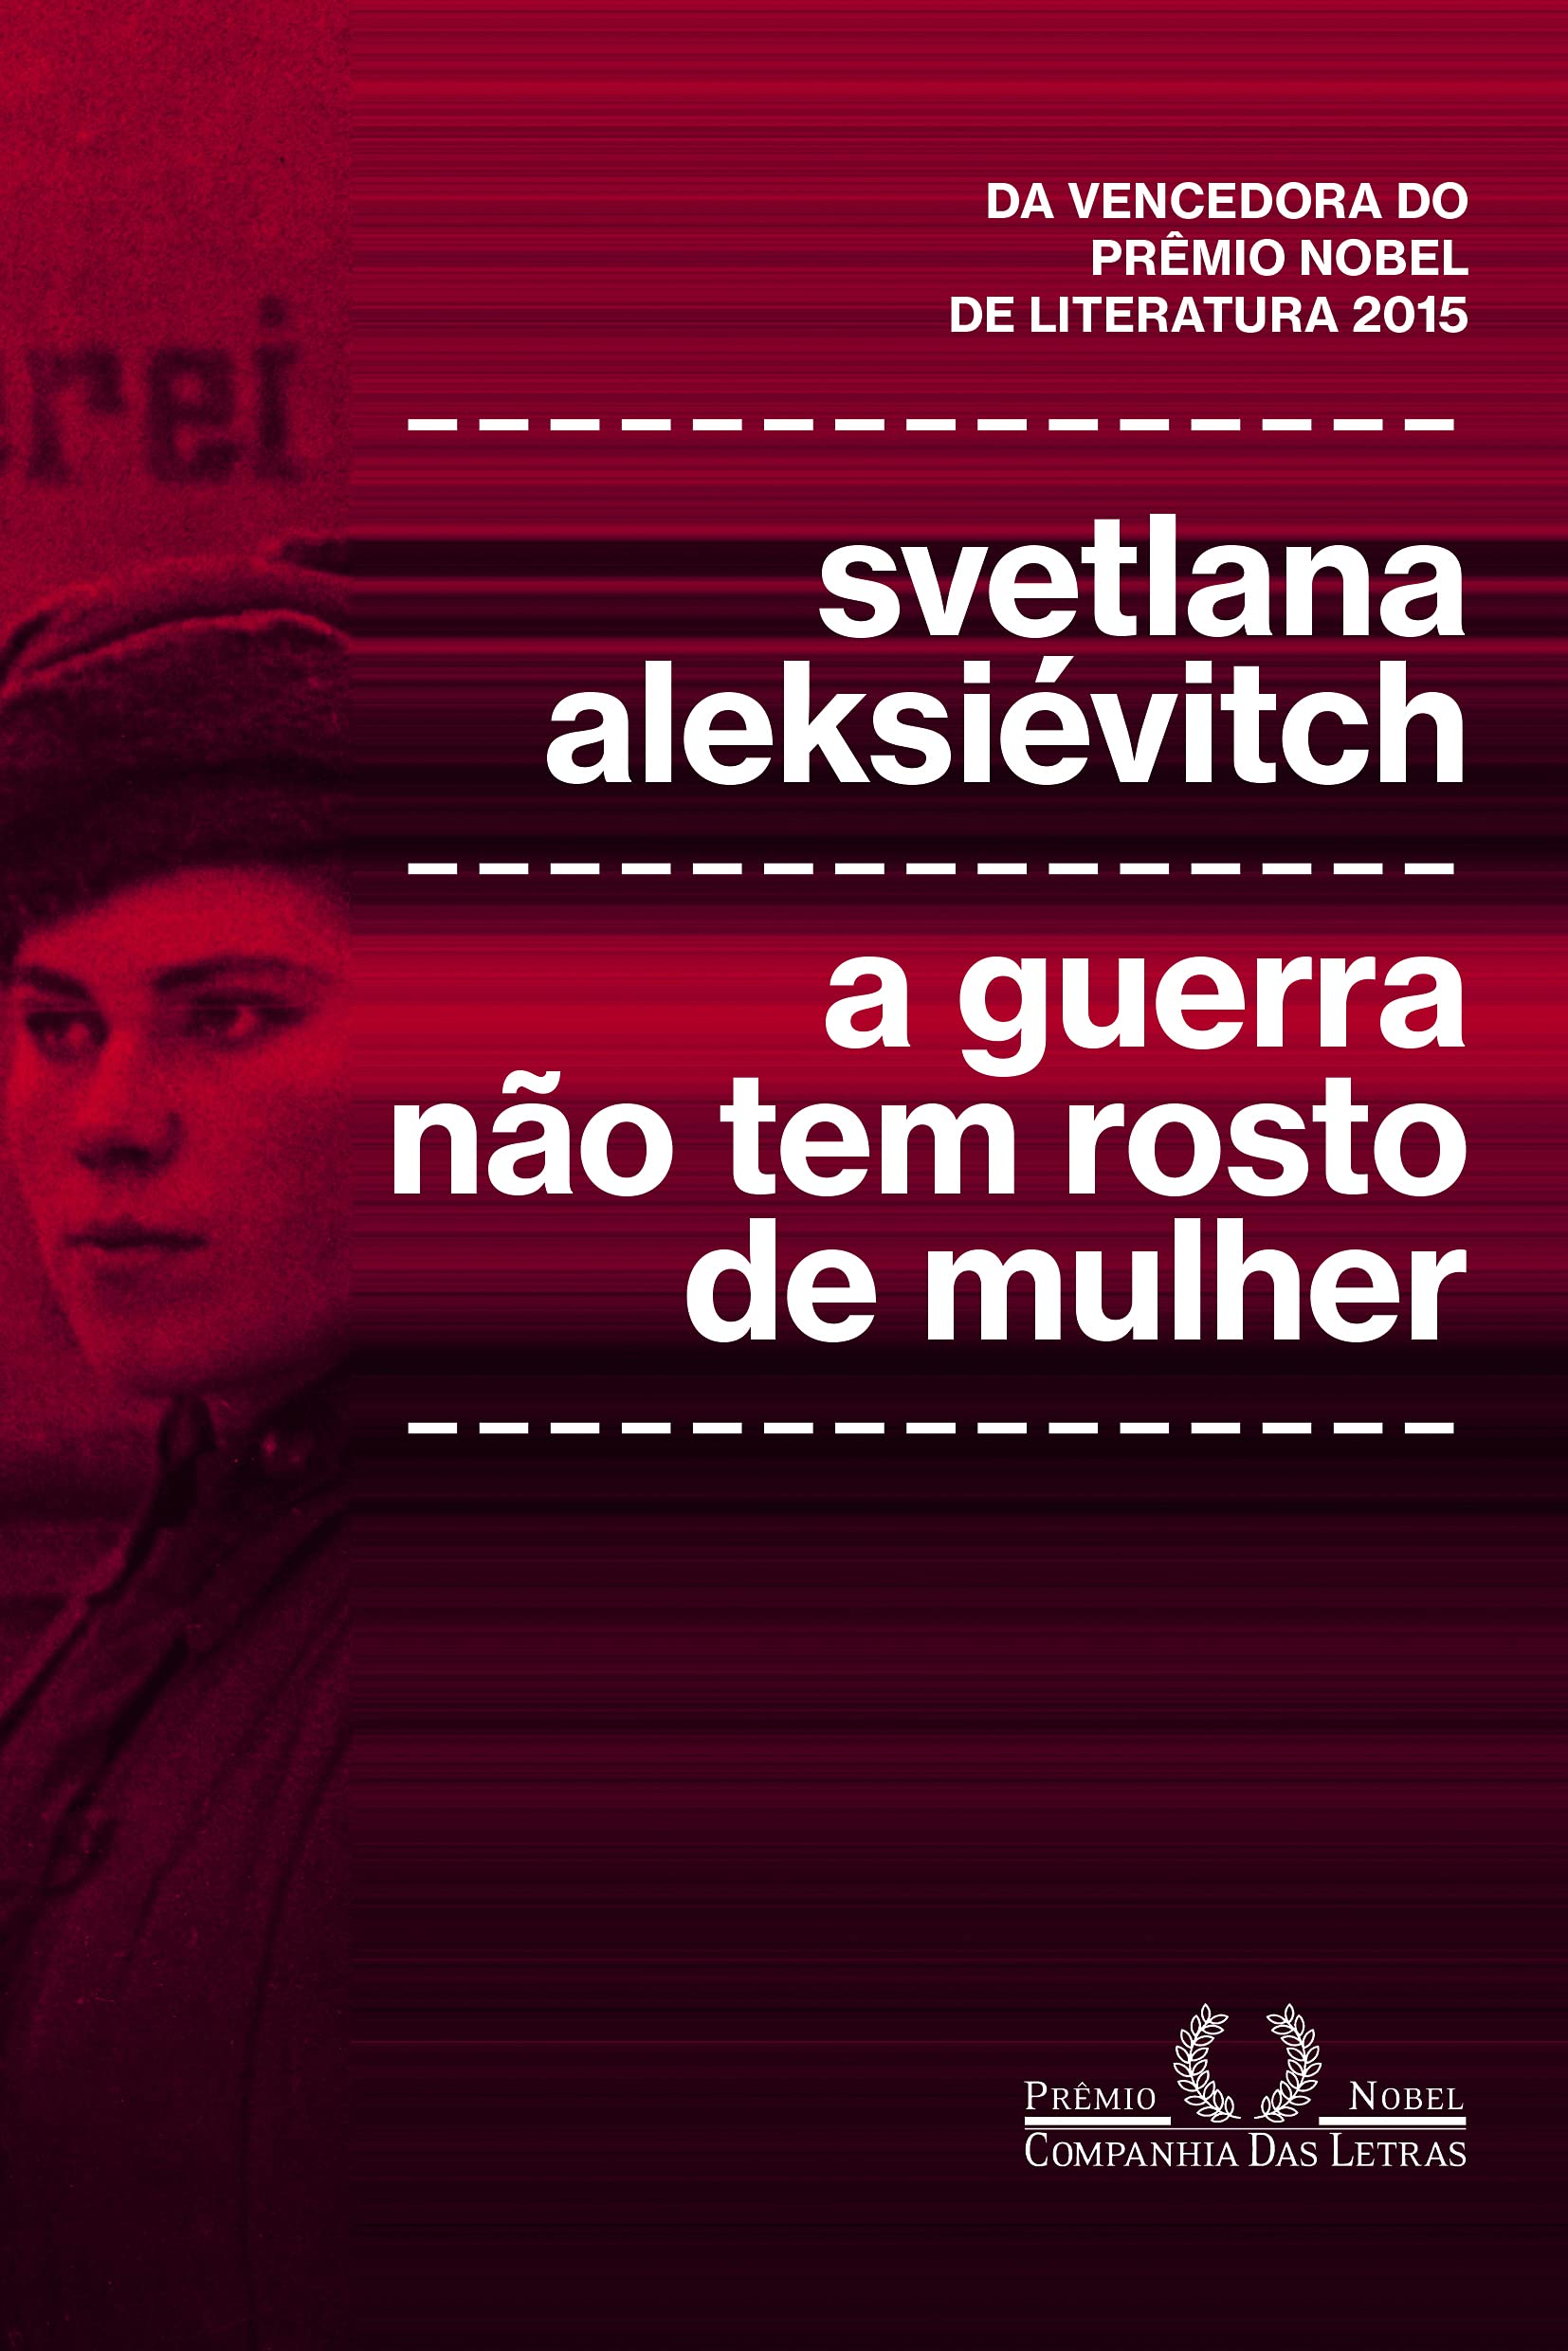 DA VENCEDORA DO
PRÊMIO NOBEL
DE LITERATURA 2015
rei
svetlana
aleksiévitch
a guerra
não tem rosto
de mulher
PRÊMIO NOBEL
COMPANHIA DAS LETRAS